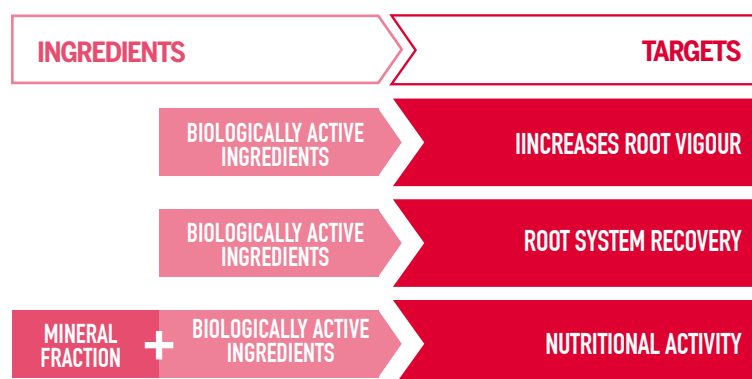 INGREDIENTS
TARGETS
BIOLOGICALLY ACTIVE
INGREDIENTS
IINCREASES ROOT VIGOUR
BIOLOGICALLY ACTIVE
INGREDIENTS
ROOT SYSTEM RECOVERY
MINERAL
FRACTION
+
BIOLOGICALLY ACTIVE
INGREDIENTS
NUTRITIONAL ACTIVITY